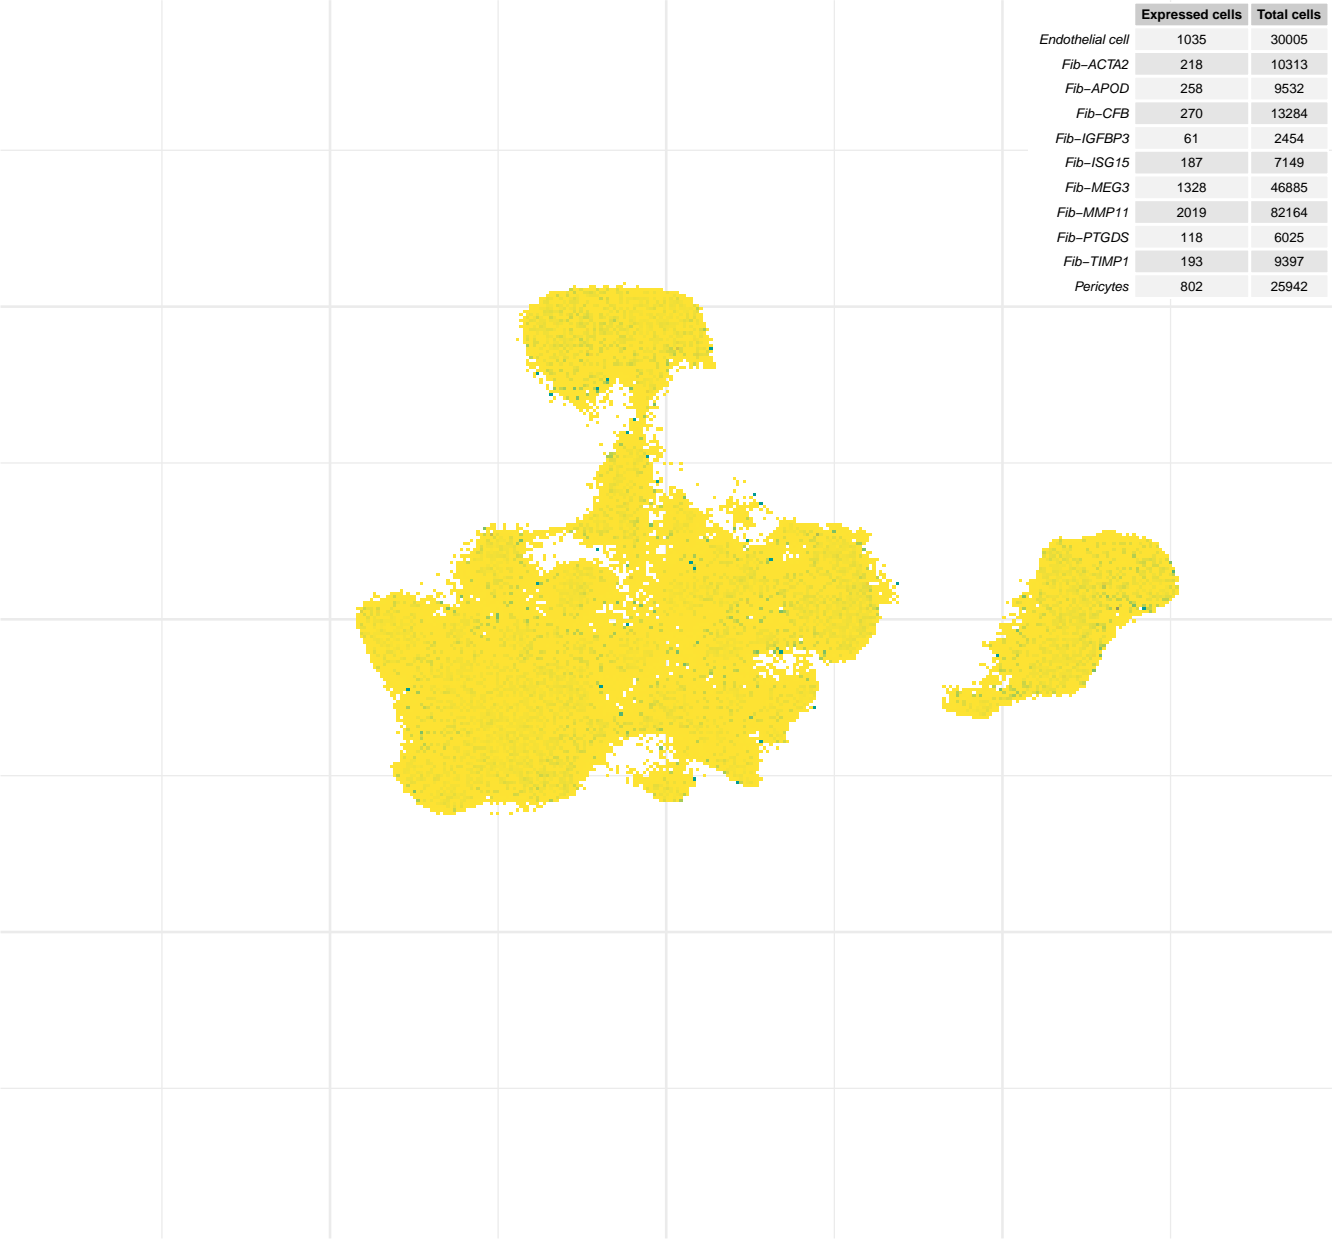 Expressed cells Total cells
Endothelial cell 1035 30005
Fib−ACTA2 218 10313
Fib−APOD 258 9532
Fib−CFB 270 13284
Fib−IGFBP3 61 2454
Fib−ISG15 187 7149
Fib−MEG3 1328 46885
Fib−MMP11 2019 82164
Fib−PTGDS 118 6025
Fib−TIMP1 193 9397
Pericytes 802 25942